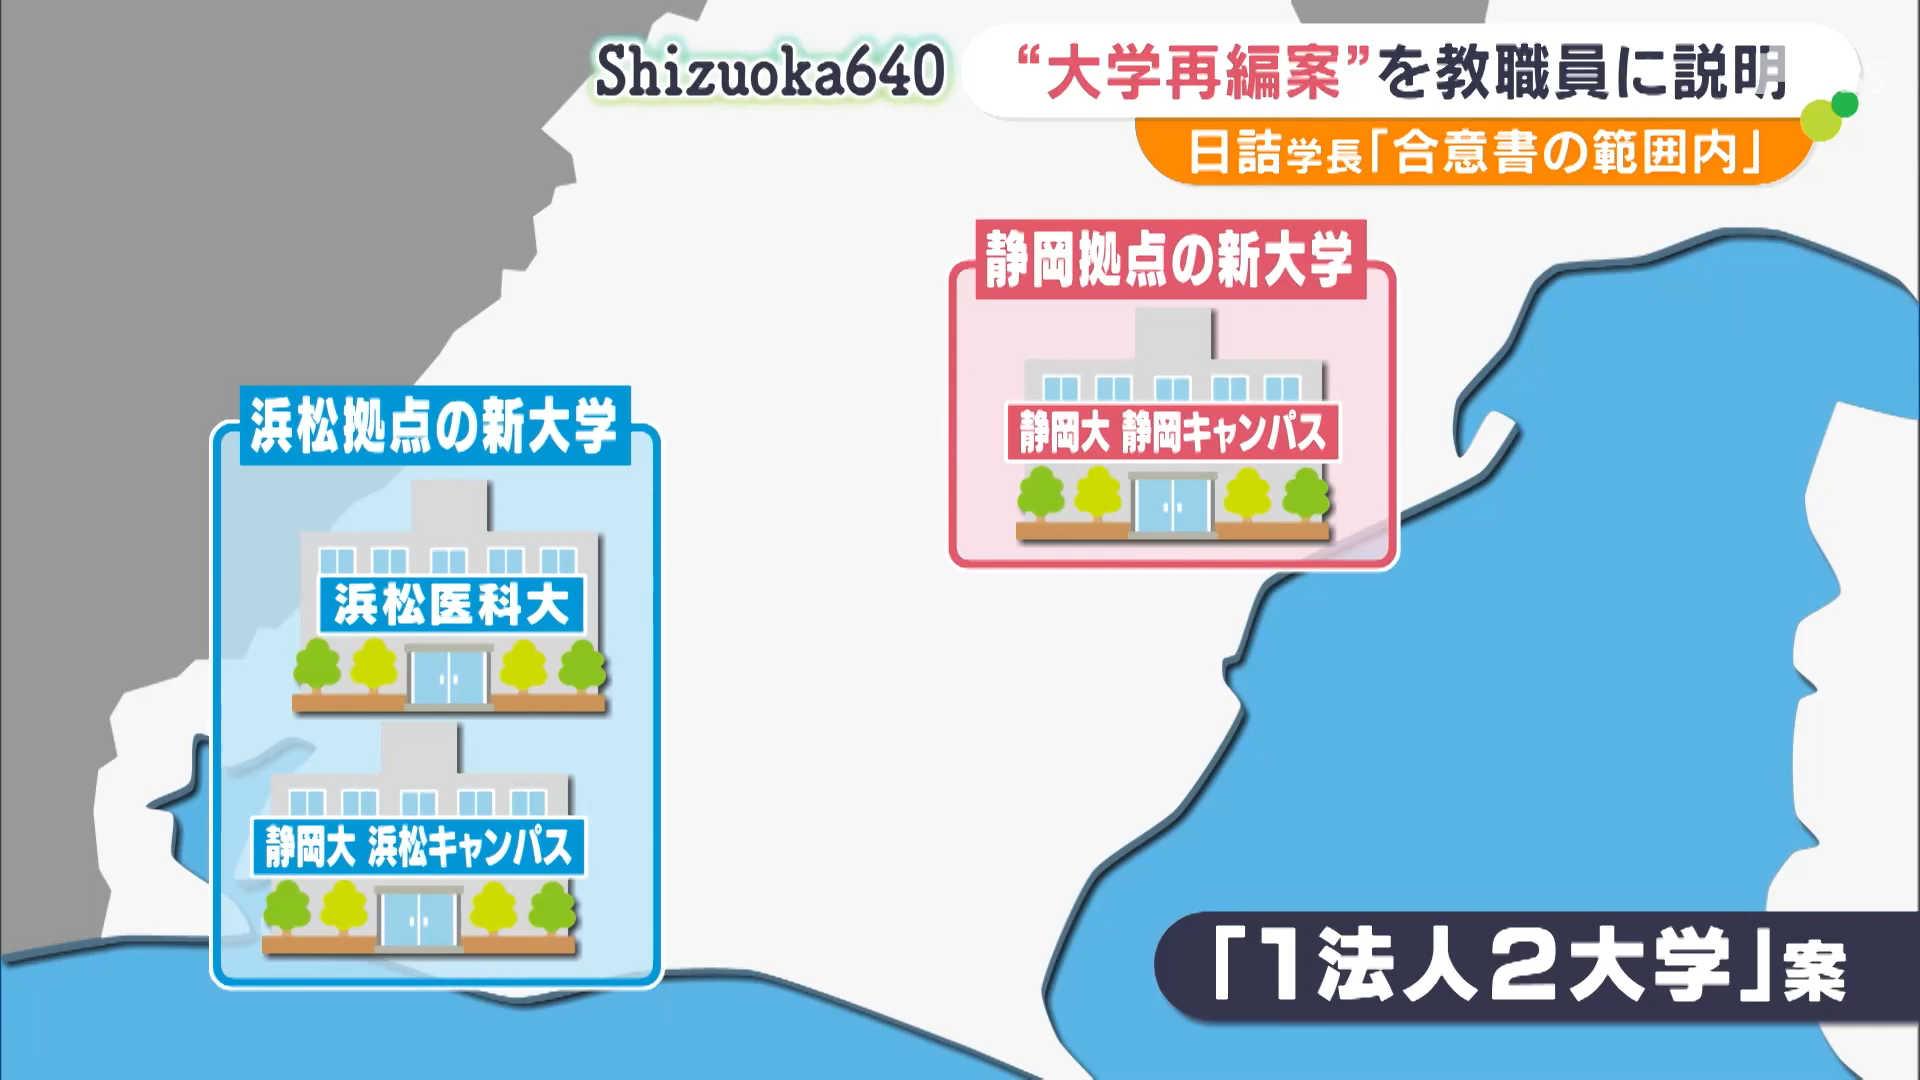 Shizuoka640
“大学再編案”を教職員に説明
日詰学長「合意書の範囲内」
静岡拠点の新大学
静岡大 静岡キャンパス
浜松拠点の新大学
浜松医科大
静岡大 浜松キャンパス
「1法人2大学」案